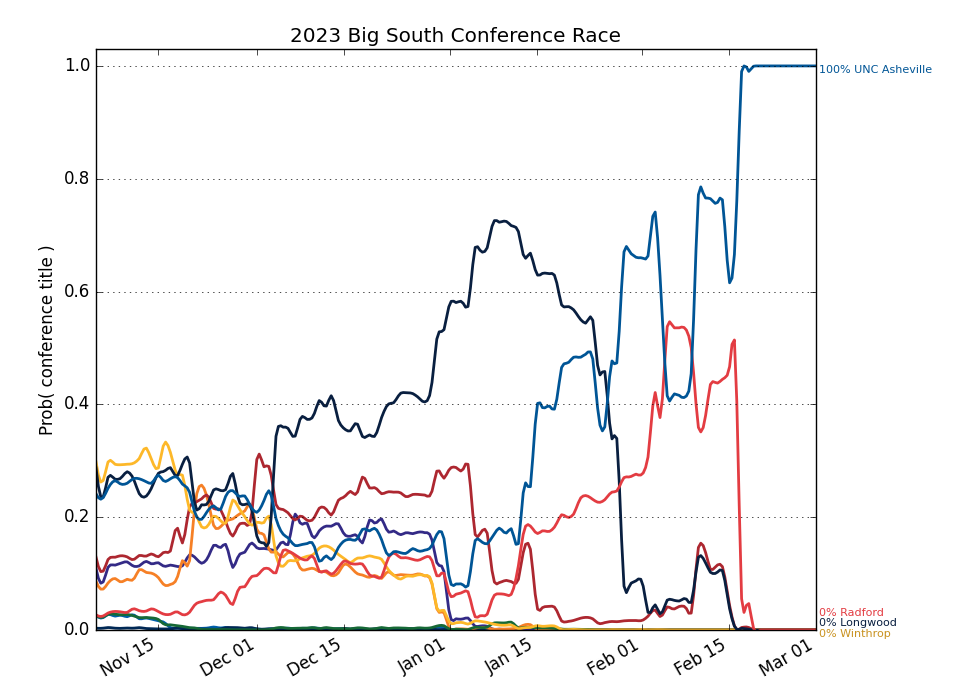 2023 Big South Conference Race
Prob( conference title )
1.0
0.8
0.6
0.4
0.2
0.0
100% UNC Asheville
0% Radford
0% Longwood
0% Winthrop
Nov 15
Dec 01
Dec 15
Jan 01
Jan 15
Feb 01
Feb 15
Mar 01